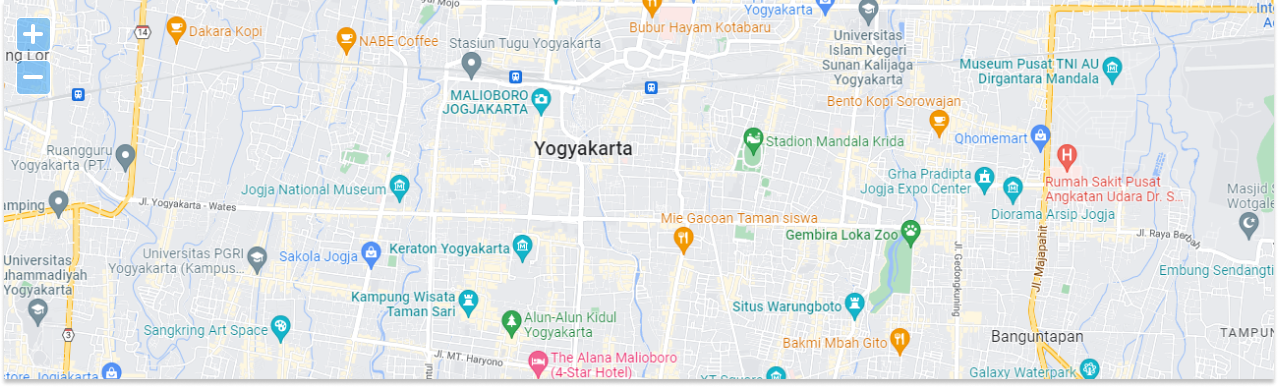 Jl Mojo
Dakara Kopi
14
NABE Coffee
Bubur Hayam Kotabaru
Yogyakarta
Universitas
Islam Negeri
Sunan Kalijaga
Yogyakarta
Int
ng Lor
Stasiun Tugu Yogyakarta
Museum Pusat TNI AU
Dirgantara Mandala
MALIOBORO
JOGJAKARTA
Bento Kopi Sorowajan
Yogyakarta
Stadion Mandala Krida
Qhomemart
Ruangguru
Yogyakarta (PT...
Jogja National Museum
Grha Pradipta
Jogja Expo Center
Rumah Sakit Pusat
Angkatan Udara Dr. S...
Masjid
Wotgale
amping
Jl. Yogyakarta - Wates
Mie Gacoan Taman siswa
Diorama Arsip Jogja
Gembira Loka Zoo
Jl. Raya Berbah
Universitas PGRI
Yogyakarta (Kampus...
Sakola Jogja
Keraton Yogyakarta
Universitas
uhammadiyah
Yogyakarta
Jl. Gedongkuning
Jl. Majapahit
Embung Sendangti
Kampung Wisata
Taman Sari
Situs Warungboto
Sangkring Art Space
Alun-Alun Kidul
Yogyakarta
3
Bakmi Mbah Gito
Banguntapan
TAMPUN
Jl. MT. Haryono
The Alana Malioboro
(4-Star Hotel)
tore Jogjakarta
XT Square
Galaxy Waterpark